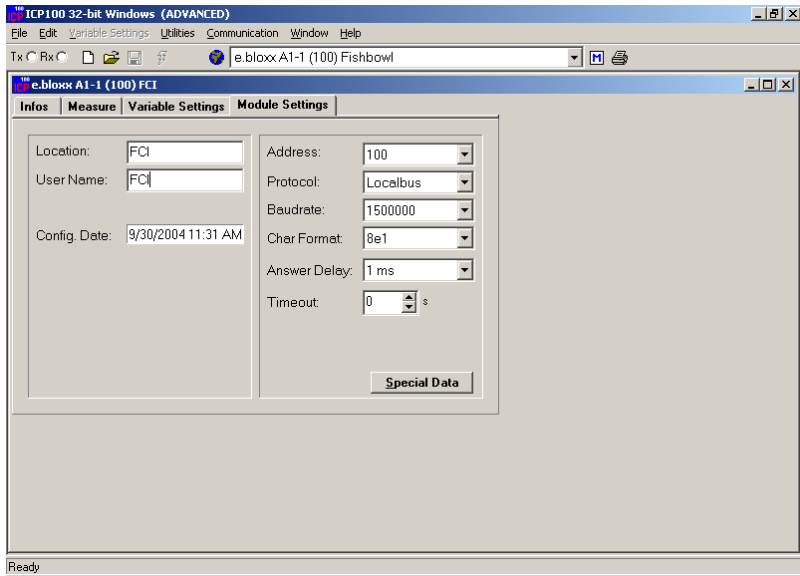 ICP100 32-bit Windows (ADVANCED)
File Edit Variable Settings Utilities Communication Window Help
Tx Rx e.bloxx A1-1 (100) Fishbowl M
e.bloxx A1-1 (100) FCI
Infos Measure Variable Settings Module Settings
Location: FCI
User Name: FCI
Config. Date: 9/30/2004 11:31 AM
Address: 100
Protocol: Localbus
Baudrate: 1500000
Char Format: 8e1
Answer Delay: 1 ms
Timeout: 0 s
Special Data
Ready